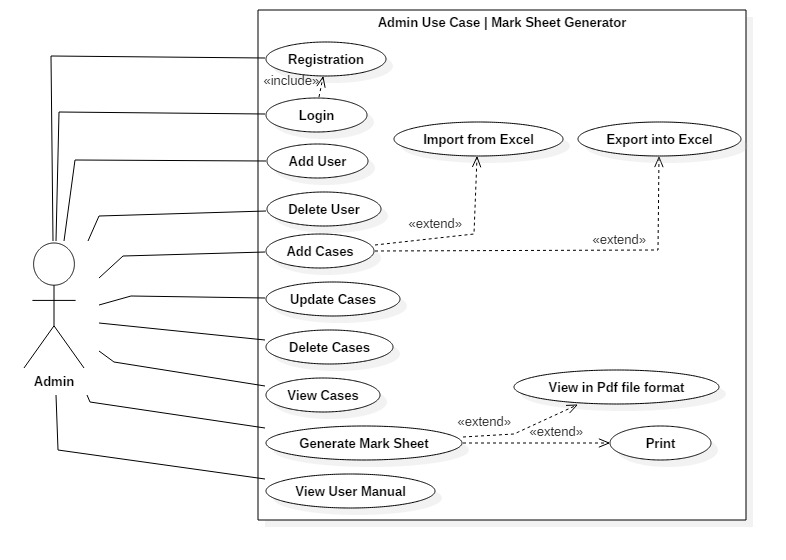 Admin Use Case | Mark Sheet Generator
Registration
«include»
Login
Import from Excel
Export into Excel
Add User
Delete User
«extend»
«extend»
Add Cases
Update Cases
Delete Cases
Admin
View Cases
View in Pdf file format
«extend»
«extend»
Generate Mark Sheet
Print
View User Manual